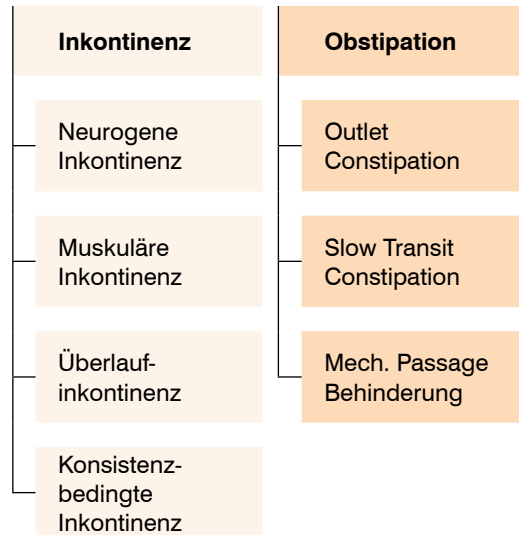 Inkontinenz
Neurogene
Inkontinenz
Muskuläre
Inkontinenz
Überlauf-
inkontinenz
Konsistenz-
bedingte
Inkontinenz
Obstipation
Outlet
Constipation
Slow Transit
Constipation
Mech. Passage
Behinderung